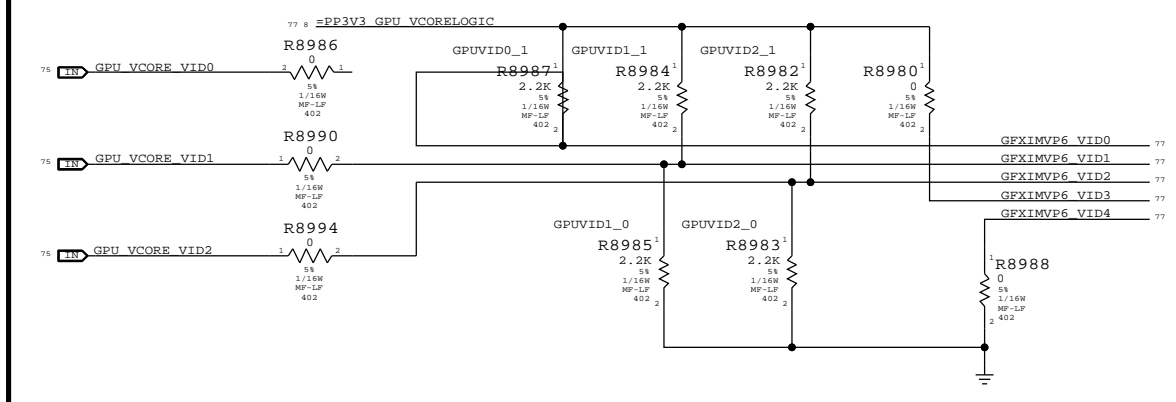 77 8 =PP3V3_GPU_VCORELOGIC
R8986
0
75 IN GPU_VCORE_VID0
2 1
5%
1/16W
MF-LF
402
GPUVID0_1
R8987
1
2.2K
5%
1/16W
MF-LF
402
2
GPUVID1_1
R8984
1
2.2K
5%
1/16W
MF-LF
402
2
GPUVID2_1
R8982
1
2.2K
5%
1/16W
MF-LF
402
2
R8980
1
0
5%
1/16W
MF-LF
402
2
R8990
0
75 IN GPU_VCORE_VID1
1 2
5%
1/16W
MF-LF
402
GFXIMVP6_VID0 77
GFXIMVP6_VID1 77
GFXIMVP6_VID2 77
GFXIMVP6_VID3 77
GFXIMVP6_VID4 77
R8994
0
75 IN GPU_VCORE_VID2
1 2
5%
1/16W
MF-LF
402
GPUVID1_0
R8985
1
2.2K
5%
1/16W
MF-LF
402
2
GPUVID2_0
R8983
1
2.2K
5%
1/16W
MF-LF
402
2
1
R8988
0
5%
1/16W
MF-LF
402
2